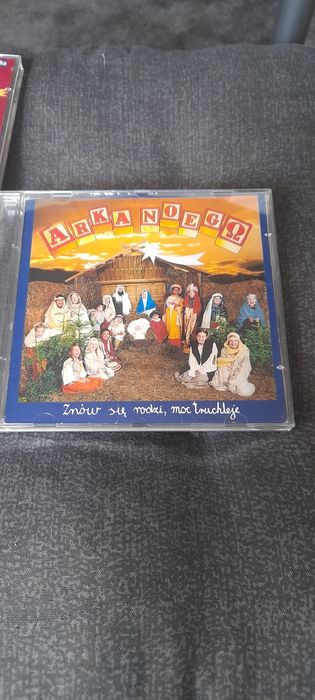 ARKA NOEGO
Znów się rodzi, moc truchleje